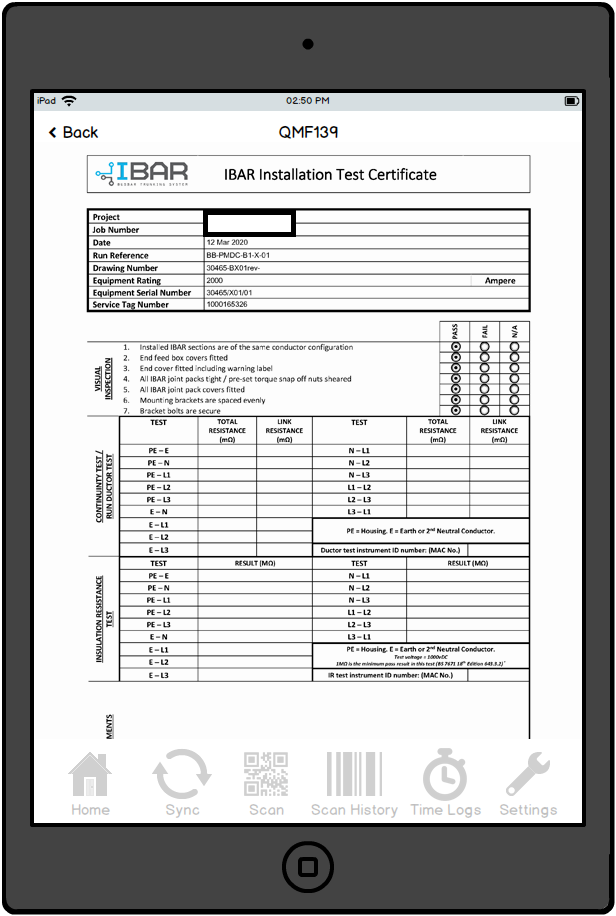 iPad 02:50 PM
Back QMF139
IBAR
BUSBAR TRUNKING SYSTEM
IBAR Installation Test Certificate
Project
Job Number
Date 12 Mar 2020
Run Reference BB-PMDC-B1-X-01
Drawing Number 30465-BX01rev-
Equipment Rating 2000 Ampere
Equipment Serial Number 30465/X01/01
Service Tag Number 1000165326
PASS FAIL N/A
VISUAL INSPECTION
1. Installed IBAR sections are of the same conductor configuration
2. End feed box covers fitted
3. End cover fitted including warning label
4. All IBAR joint packs tight / pre-set torque snap off nuts sheared
5. All IBAR joint pack covers fitted
6. Mounting brackets are spaced evenly
7. Bracket bolts are secure
CONTINUINTY TEST / RUN DUCTOR TEST
TEST TOTAL RESISTANCE (mΩ) LINK RESISTANCE (mΩ) TEST TOTAL RESISTANCE (mΩ) LINK RESISTANCE (mΩ)
PE – E N – L1
PE – N N – L2
PE – L1 N – L3
PE – L2 L1 – L2
PE – L3 L2 – L3
E – N L3 – L1
E – L1
E – L2
PE = Housing. E = Earth or 2nd Neutral Conductor.
E – L3 Ductor test instrument ID number: (MAC No.)
INSULATION RESISTANCE TEST
TEST RESULT (MΩ) TEST RESULT (MΩ)
PE – E N – L1
PE – N N – L2
PE – L1 N – L3
PE – L2 L1 – L2
PE – L3 L2 – L3
E – N L3 – L1
E – L1 PE = Housing. E = Earth or 2nd Neutral Conductor.
Test voltage = 1000vDC
E – L2 1MΩ is the minimum pass result in this test (BS 7671 18th Edition 643.3.2)*
E – L3 IR test instrument ID number: (MAC No.)
MENTS
Home Sync Scan Scan History Time Logs Settings